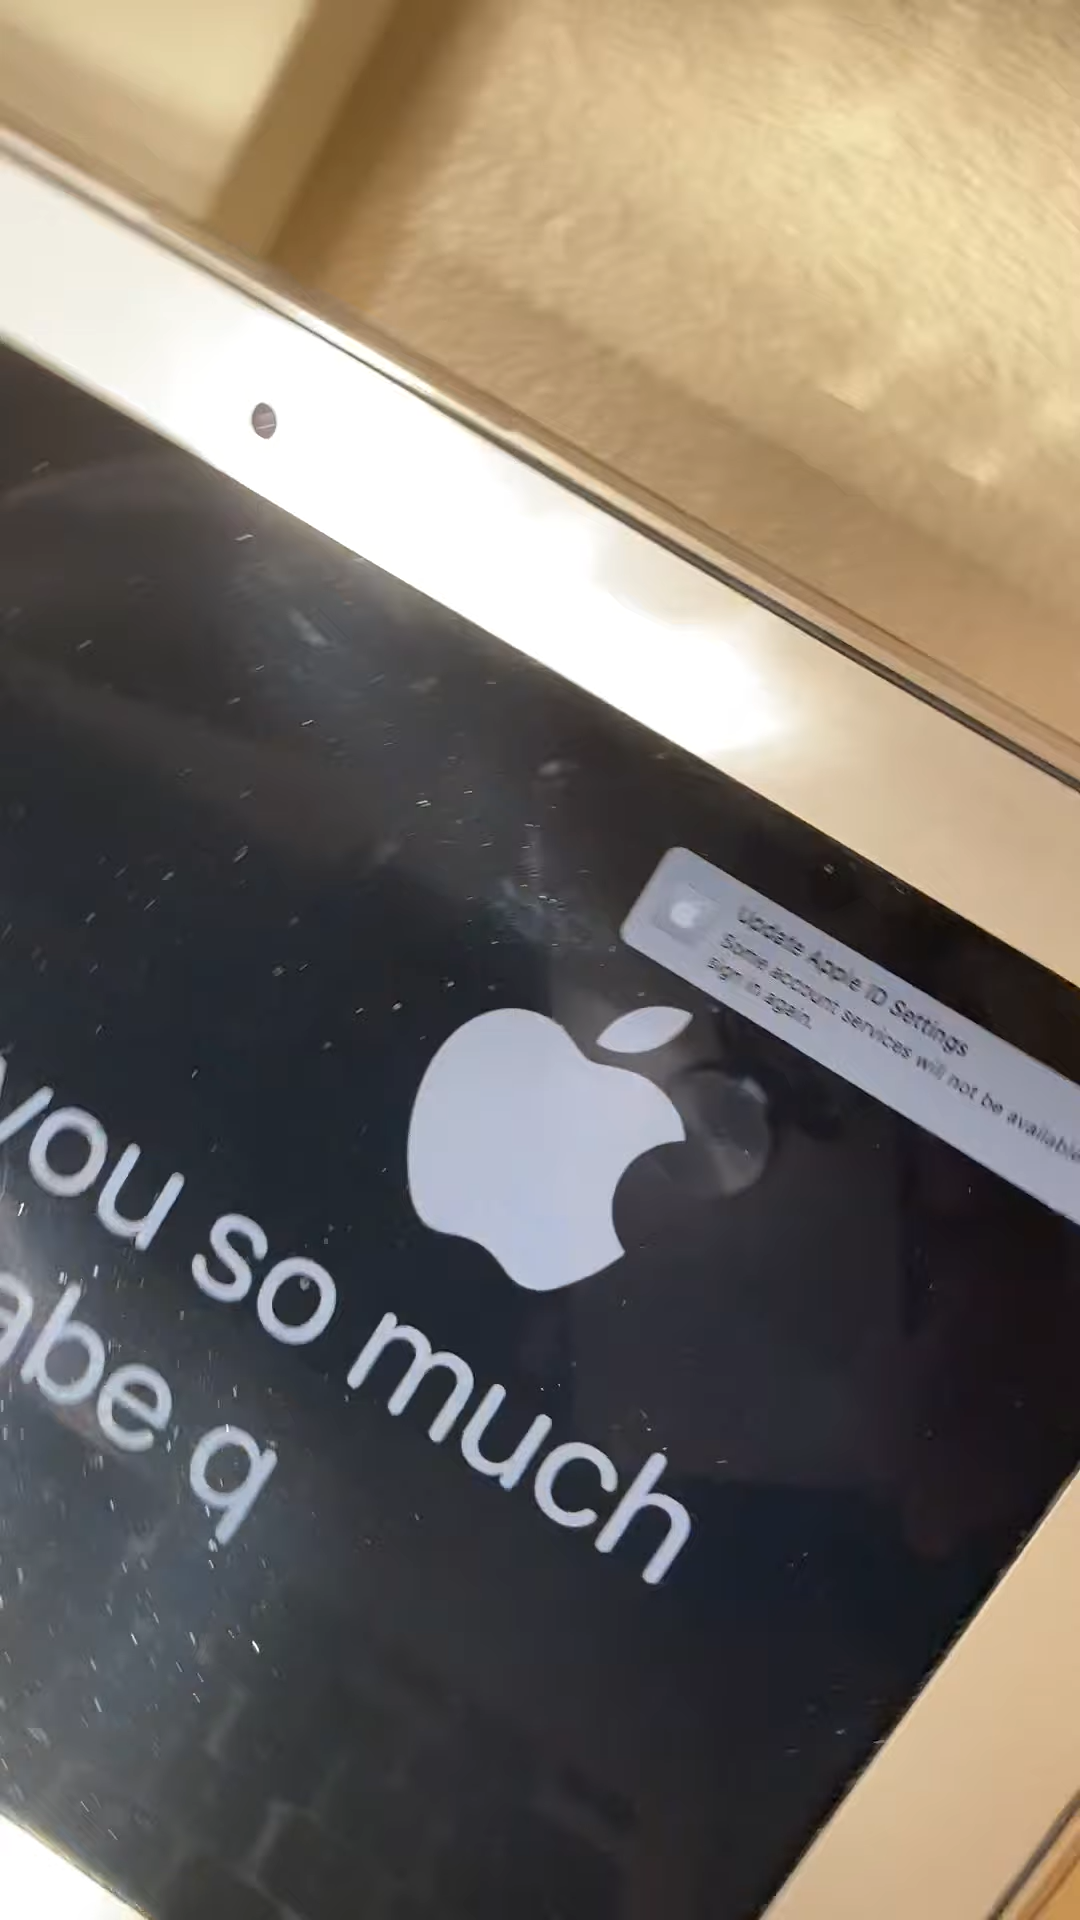 Update Apple ID Settings
Some account services will not be available
sign in again.
you so much
abe q